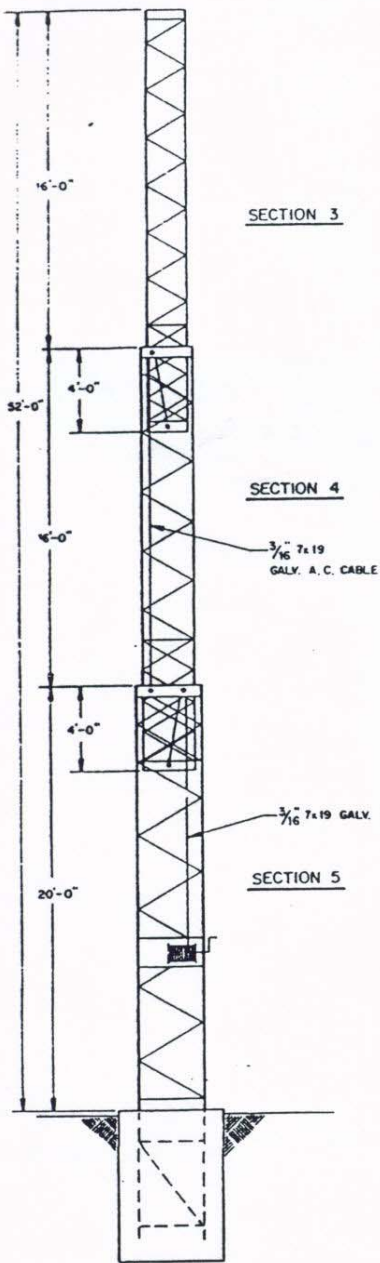 16'-0"
SECTION 3
4'-0"
52'-0"
SECTION 4
16'-0"
3/16" 7x19
GALV. A.C. CABLE
4'-0"
3/16" 7x19 GALV.
SECTION 5
20'-0"